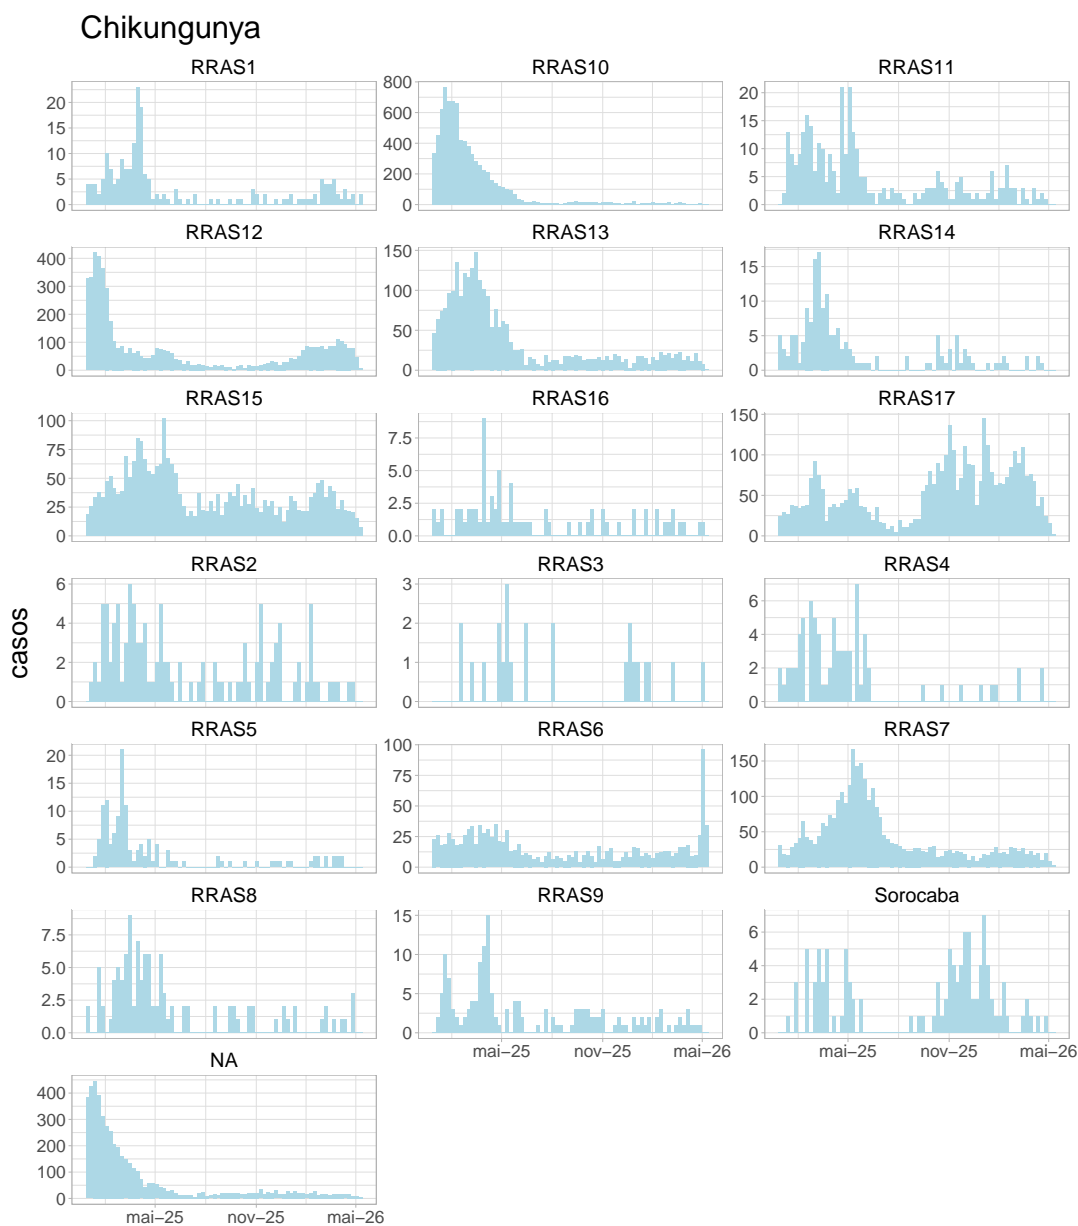 Chikungunya
RRAS1
RRAS10
RRAS11
20
15
10
5
0
800
600
400
200
0
20
15
10
5
0
RRAS12
RRAS13
RRAS14
400
300
200
100
0
150
100
50
0
15
10
5
0
RRAS15
RRAS16
RRAS17
100
75
50
25
0
7.5
5.0
2.5
0.0
150
100
50
0
RRAS2
RRAS3
RRAS4
6
4
2
0
3
2
1
0
6
4
2
0
casos
RRAS5
RRAS6
RRAS7
20
15
10
5
0
100
75
50
25
0
150
100
50
0
RRAS8
RRAS9
Sorocaba
7.5
5.0
2.5
0.0
15
10
5
0
6
4
2
0
mai–25
nov–25
mai–26
mai–25
nov–25
mai–26
NA
400
300
200
100
0
mai–25
nov–25
mai–26